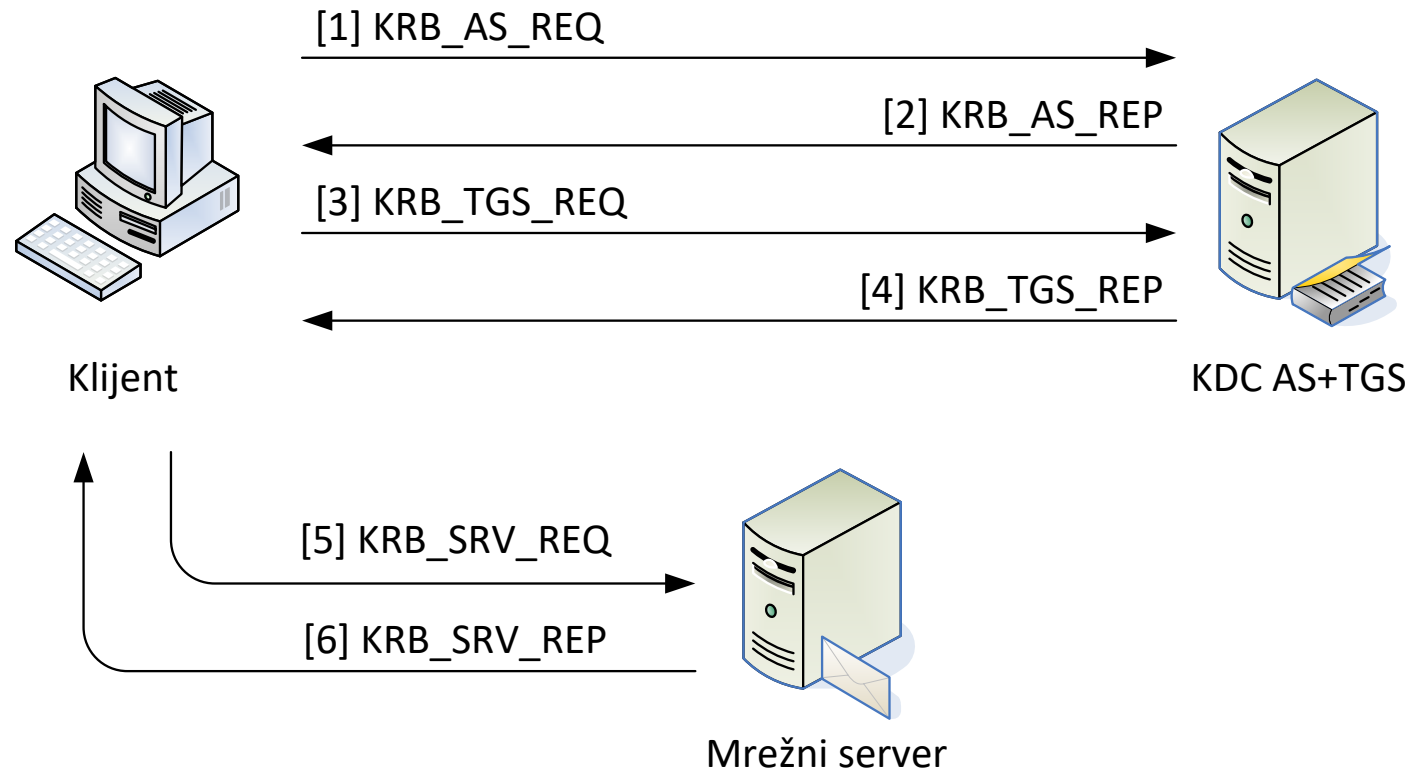 [1] KRB_AS_REQ
[2] KRB_AS_REP
[3] KRB_TGS_REQ
[4] KRB_TGS_REP
Klijent
KDC AS+TGS
[5] KRB_SRV_REQ
[6] KRB_SRV_REP
Mrežni server